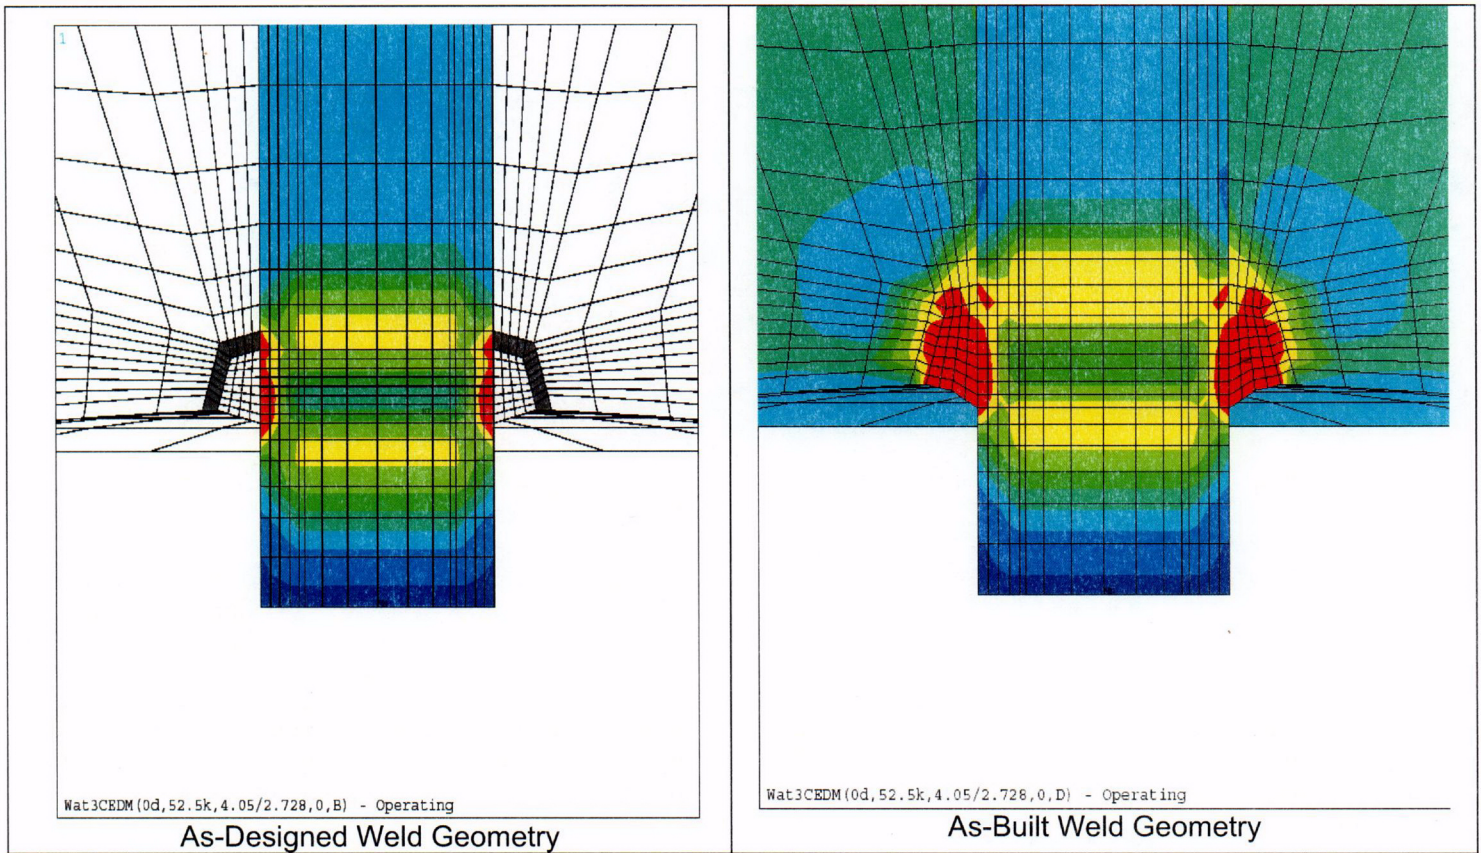 1
Wat3CEDM(0d,52.5k,4.05/2.728,0,B) - Operating
As-Designed Weld Geometry
Wat3CEDM(0d,52.5k,4.05/2.728,0,D) - Operating
As-Built Weld Geometry